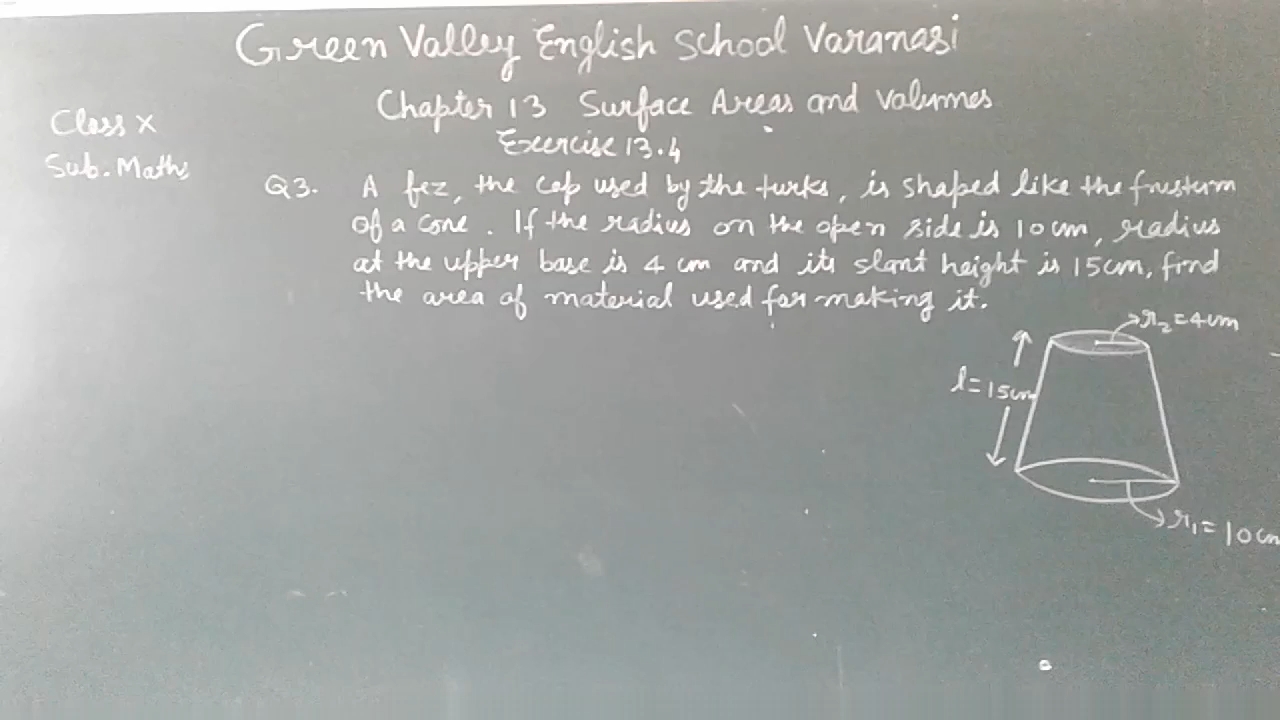 Green Valley English School Varanasi
Chapter 13 Surface Areas and Volumes
Class X
Exercise 13.4
Sub. Maths
Q3. A fez, the cap used by the turks, is shaped like the frustum
of a cone. If the radius on the open side is 10 cm, radius
at the upper base is 4 cm and its slant height is 15cm, find
the area of material used for making it.
r₂=4cm
l=15cm
r₁=10cm